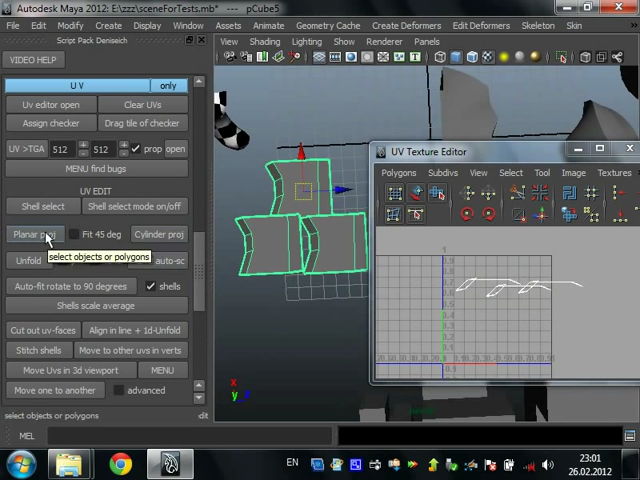 Autodesk Maya 2012: E:\zzz\sceneForTests.mb* --- pCube5
File Edit Modify Create Display Window Assets Animate Geometry Cache Create Deformers Edit Deformers Skeleton Skin
Script Pack Deniseich
View Shading Lighting Show Renderer Panels
VIDEO HELP
U V only
Uv editor open Clear UVs
Assign checker Drag tile of checker
UV >TGA 512 512 prop open
MENU find bugs
UV EDIT
Shell select Shell select mode on/off
Planar proj Fit 45 deg Cylinder proj
select objects or polygons
Unfold auto-sc
Auto-fit rotate to 90 degrees shells
Shells scale average
Cut out uv-faces Align in line + 1d-Unfold
Stitch shells Move to other uvs in verts
Move Uvs in 3d viewport MENU
Move one to another advanced
UV Texture Editor
Polygons Subdivs View Select Tool Image Textures
select objects or polygons
MEL
EN
23:01
26.02.2012